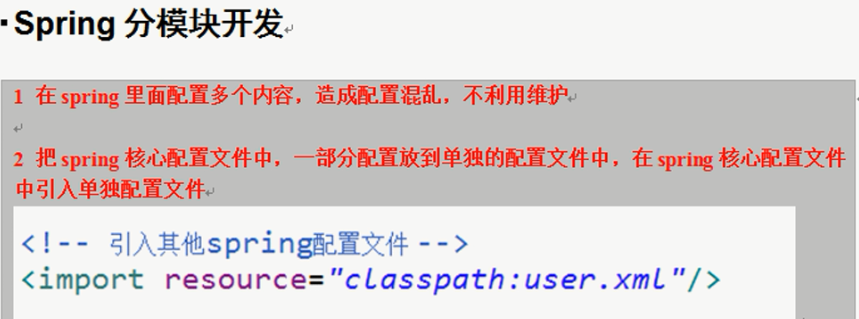 Spring 分模块开发
1 在 spring 里面配置多个内容，造成配置混乱，不利用维护
2 把 spring 核心配置文件中，一部分配置放到单独的配置文件中，在 spring 核心配置文件
中引入单独配置文件
<!-- 引入其他spring配置文件 -->
<import resource="classpath:user.xml"/>